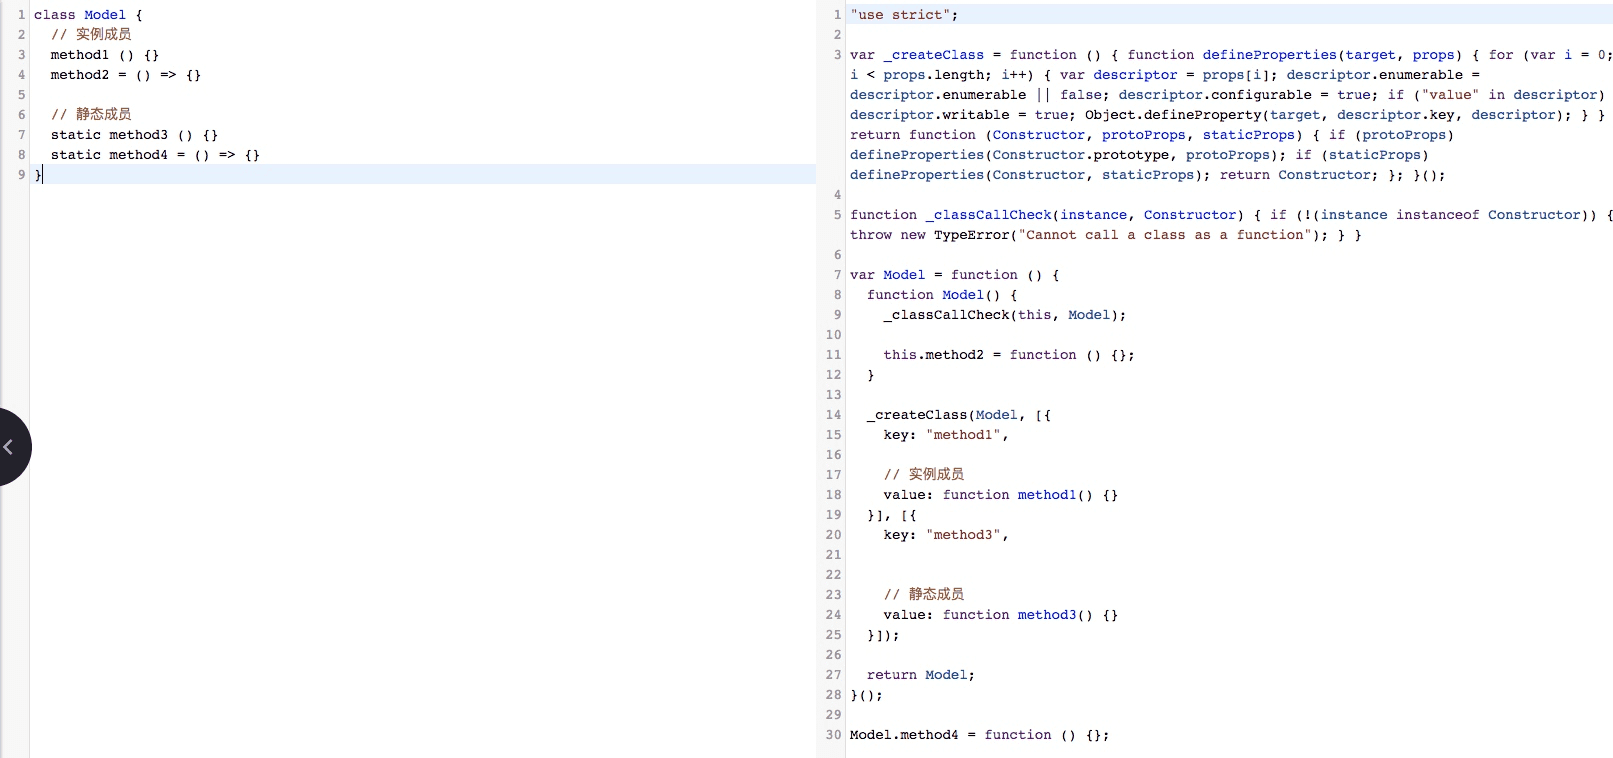 1 class Model {
2   // 实例成员
3   method1 () {}
4   method2 = () => {}
5
6   // 静态成员
7   static method3 () {}
8   static method4 = () => {}
9 }
1 "use strict";
2
3 var _createClass = function () { function defineProperties(target, props) { for (var i = 0;
i < props.length; i++) { var descriptor = props[i]; descriptor.enumerable =
descriptor.enumerable || false; descriptor.configurable = true; if ("value" in descriptor)
descriptor.writable = true; Object.defineProperty(target, descriptor.key, descriptor); } }
return function (Constructor, protoProps, staticProps) { if (protoProps)
defineProperties(Constructor.prototype, protoProps); if (staticProps)
defineProperties(Constructor, staticProps); return Constructor; }; }();
4
5 function _classCallCheck(instance, Constructor) { if (!(instance instanceof Constructor)) {
throw new TypeError("Cannot call a class as a function"); } }
6
7 var Model = function () {
8   function Model() {
9     _classCallCheck(this, Model);
10
11     this.method2 = function () {};
12   }
13
14   _createClass(Model, [{
15     key: "method1",
16
17     // 实例成员
18     value: function method1() {}
19   }], [{
20     key: "method3",
21
22
23     // 静态成员
24     value: function method3() {}
25   }]);
26
27   return Model;
28 }();
29
30 Model.method4 = function () {};